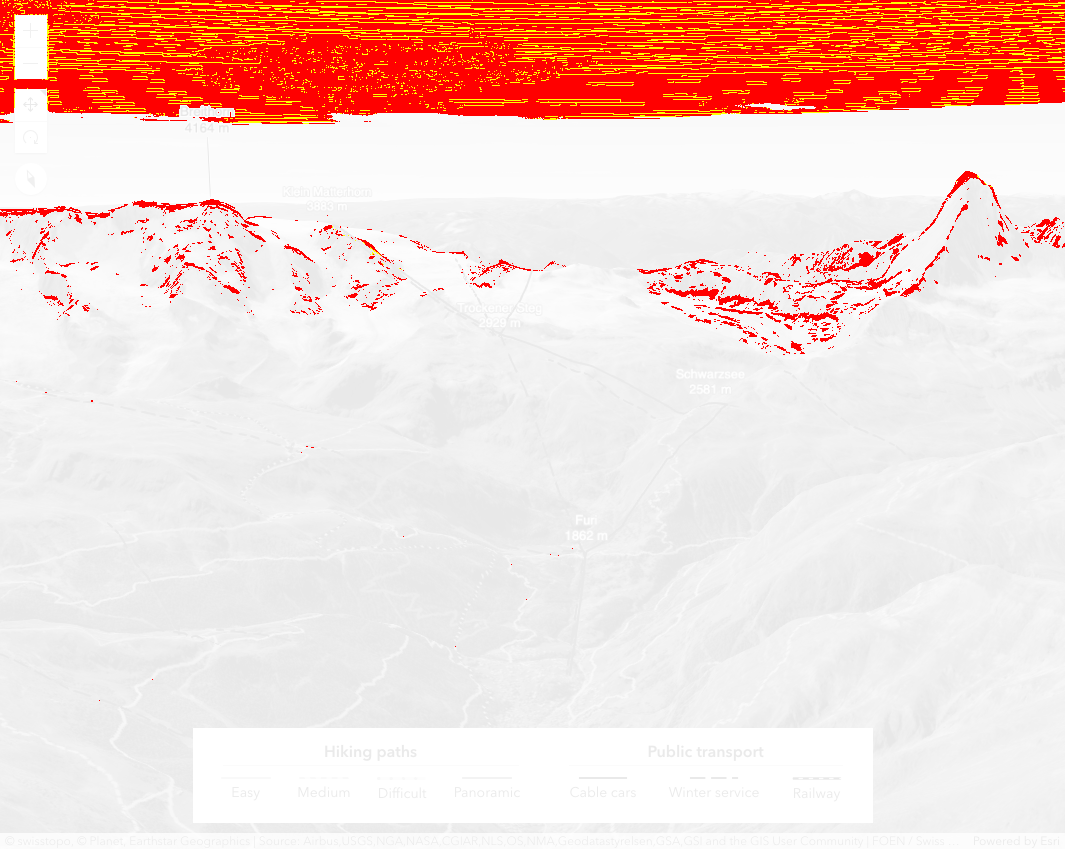 4164 m
Klein Matterhorn
3883 m
Trockener Steg
2929 m
Schwarzsee
2581 m
Furi
1862 m
Hiking paths
Public transport
Easy
Medium
Difficult
Panoramic
Cable cars
Winter service
Railway
© swisstopo, © Planet, Earthstar Geographics | Source: Airbus,USGS,NGA,NASA,CGIAR,NLS,OS,NMA,Geodatastyrelsen,GSA,GSI and the GIS User Community | FOEN / Swiss
Powered by Esri